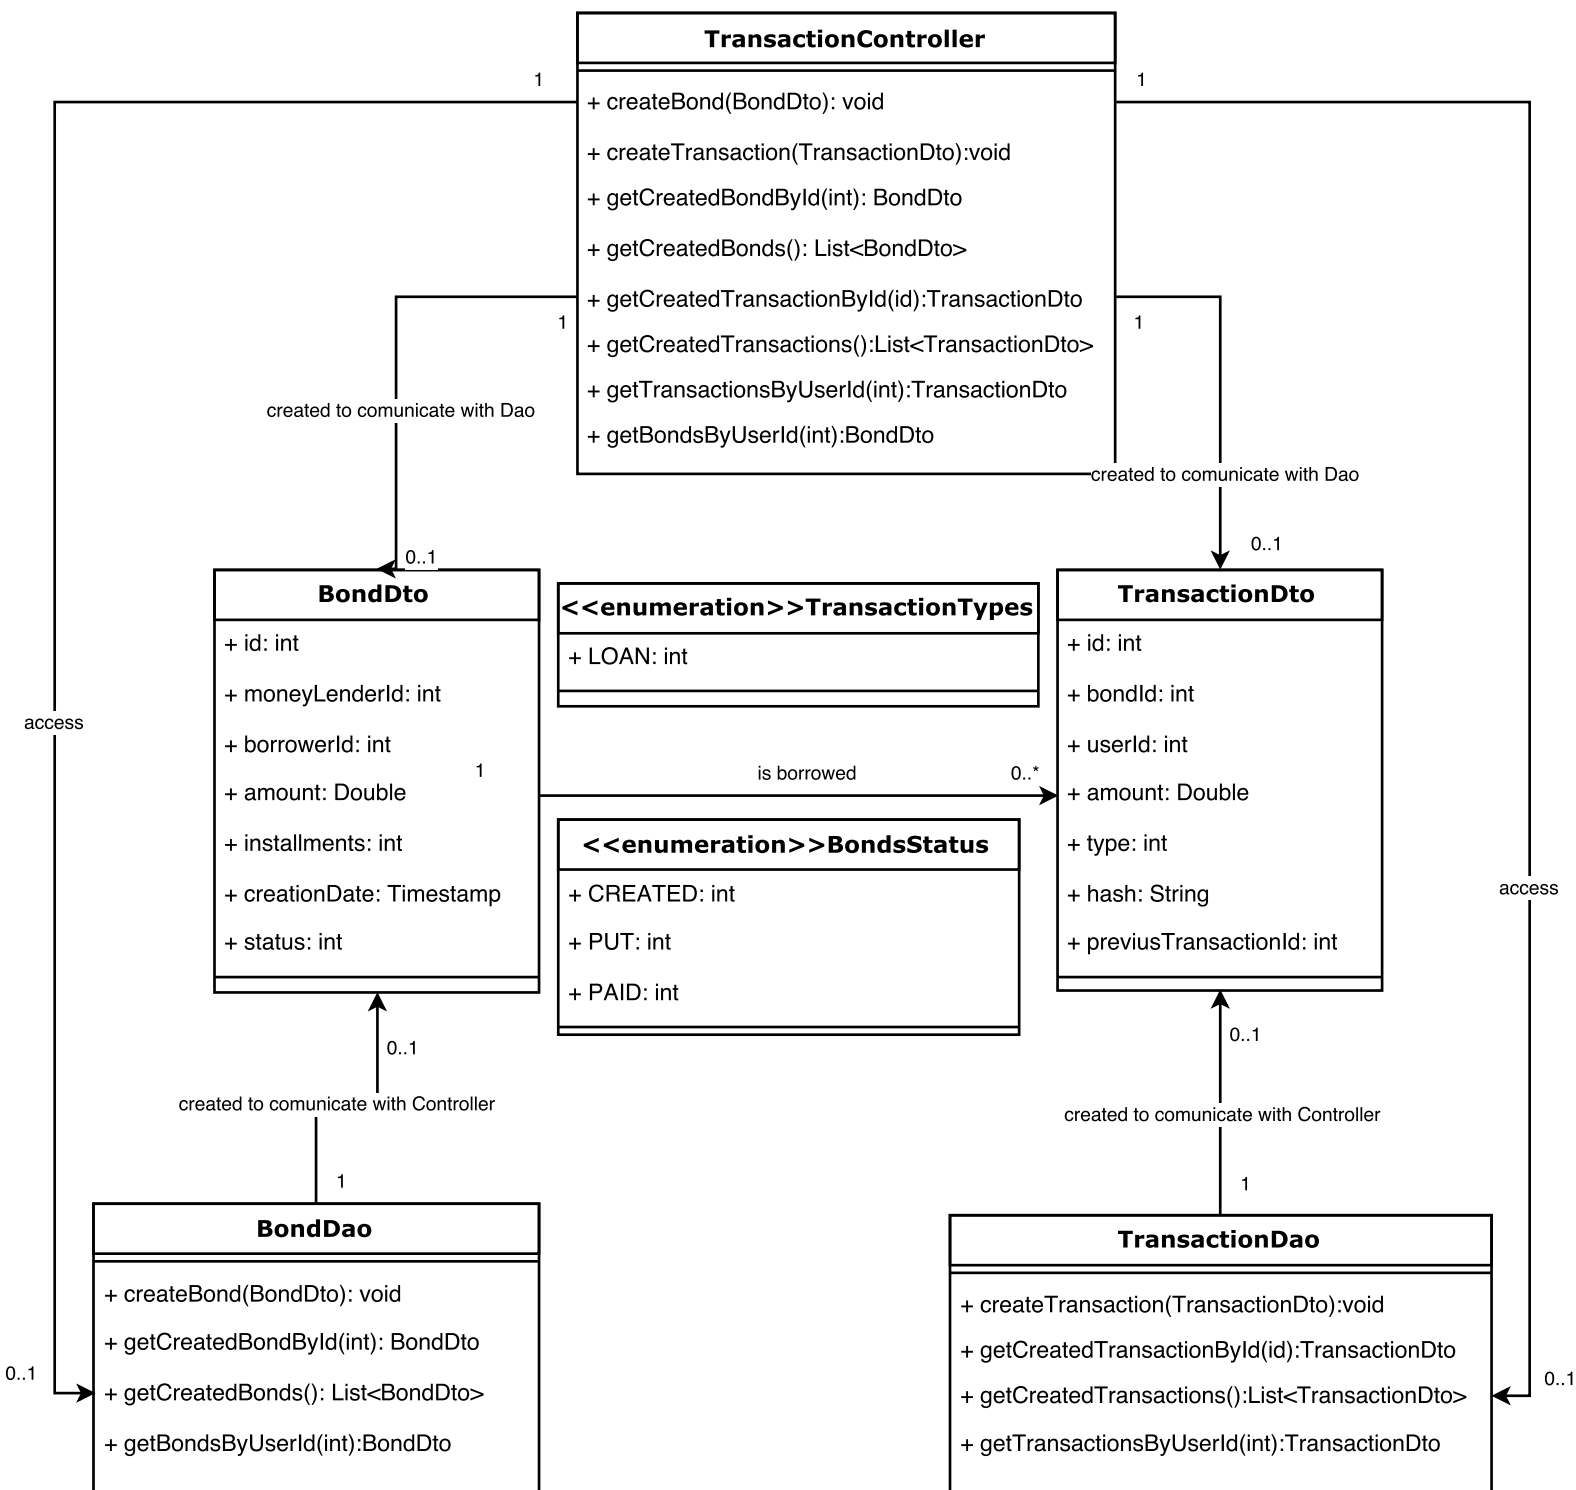 TransactionController
1
1
+ createBond(BondDto): void
+ createTransaction(TransactionDto):void
+ getCreatedBondById(int): BondDto
+ getCreatedBonds(): List<BondDto>
+ getCreatedTransactionById(id):TransactionDto
1
1
+ getCreatedTransactions():List<TransactionDto>
+ getTransactionsByUserId(int):TransactionDto
+ getBondsByUserId(int):BondDto
created to comunicate with Dao
created to comunicate with Dao
0..1
0..1
BondDto
+ id: int
+ moneyLenderId: int
+ borrowerId: int
1
+ amount: Double
+ installments: int
+ creationDate: Timestamp
+ status: int
<<enumeration>>TransactionTypes
+ LOAN: int
is borrowed
0..*
<<enumeration>>BondsStatus
+ CREATED: int
+ PUT: int
+ PAID: int
TransactionDto
+ id: int
+ bondId: int
+ userId: int
+ amount: Double
+ type: int
+ hash: String
+ previusTransactionId: int
access
access
0..1
0..1
created to comunicate with Controller
created to comunicate with Controller
1
1
BondDao
+ createBond(BondDto): void
+ getCreatedBondById(int): BondDto
+ getCreatedBonds(): List<BondDto>
+ getBondsByUserId(int):BondDto
0..1
TransactionDao
+ createTransaction(TransactionDto):void
+ getCreatedTransactionById(id):TransactionDto
+ getCreatedTransactions():List<TransactionDto>
+ getTransactionsByUserId(int):TransactionDto
0..1